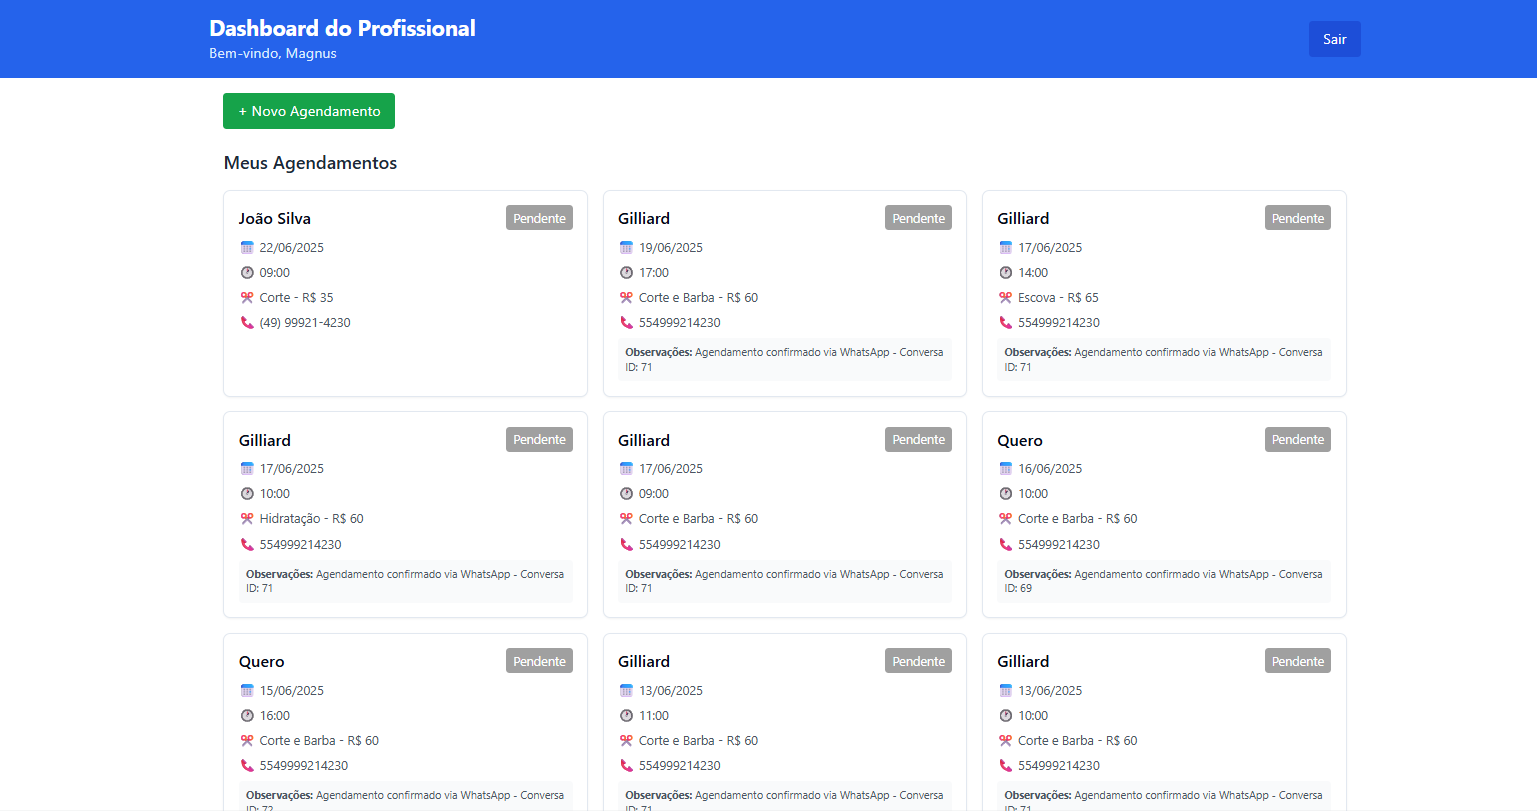 Dashboard do Profissional
Bem-vindo, Magnus
Sair
+ Novo Agendamento
Meus Agendamentos
João Silva
Pendente
22/06/2025
09:00
Corte - R$ 35
(49) 99921-4230
Gilliard
Pendente
19/06/2025
17:00
Corte e Barba - R$ 60
554999214230
Observações: Agendamento confirmado via WhatsApp - Conversa
ID: 71
Gilliard
Pendente
17/06/2025
14:00
Escova - R$ 65
554999214230
Observações: Agendamento confirmado via WhatsApp - Conversa
ID: 71
Gilliard
Pendente
17/06/2025
10:00
Hidratação - R$ 60
554999214230
Observações: Agendamento confirmado via WhatsApp - Conversa
ID: 71
Gilliard
Pendente
17/06/2025
09:00
Corte e Barba - R$ 60
554999214230
Observações: Agendamento confirmado via WhatsApp - Conversa
ID: 71
Quero
Pendente
16/06/2025
10:00
Corte e Barba - R$ 60
554999214230
Observações: Agendamento confirmado via WhatsApp - Conversa
ID: 69
Quero
Pendente
15/06/2025
16:00
Corte e Barba - R$ 60
5549999214230
Observações: Agendamento confirmado via WhatsApp - Conversa
ID: 72
Gilliard
Pendente
13/06/2025
11:00
Corte e Barba - R$ 60
554999214230
Observações: Agendamento confirmado via WhatsApp - Conversa
ID: 71
Gilliard
Pendente
13/06/2025
10:00
Corte e Barba - R$ 60
554999214230
Observações: Agendamento confirmado via WhatsApp - Conversa
ID: 71